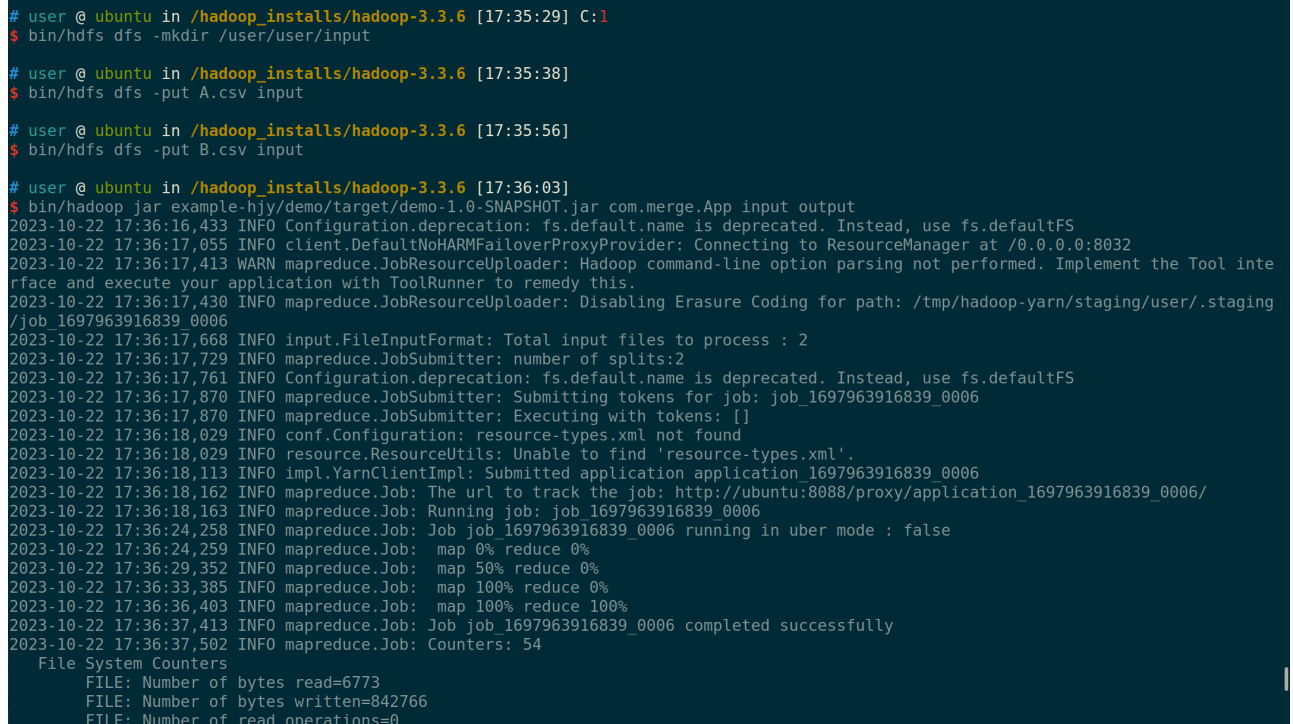 # user @ ubuntu in /hadoop_installs/hadoop-3.3.6 [17:35:29] C:1
$ bin/hdfs dfs -mkdir /user/user/input
# user @ ubuntu in /hadoop_installs/hadoop-3.3.6 [17:35:38]
$ bin/hdfs dfs -put A.csv input
# user @ ubuntu in /hadoop_installs/hadoop-3.3.6 [17:35:56]
$ bin/hdfs dfs -put B.csv input
# user @ ubuntu in /hadoop_installs/hadoop-3.3.6 [17:36:03]
$ bin/hadoop jar example-hjy/demo/target/demo-1.0-SNAPSHOT.jar com.merge.App input output
2023-10-22 17:36:16,433 INFO Configuration.deprecation: fs.default.name is deprecated. Instead, use fs.defaultFS
2023-10-22 17:36:17,055 INFO client.DefaultNoHARMFailoverProxyProvider: Connecting to ResourceManager at /0.0.0.0:8032
2023-10-22 17:36:17,413 WARN mapreduce.JobResourceUploader: Hadoop command-line option parsing not performed. Implement the Tool inte
rface and execute your application with ToolRunner to remedy this.
2023-10-22 17:36:17,430 INFO mapreduce.JobResourceUploader: Disabling Erasure Coding for path: /tmp/hadoop-yarn/staging/user/.staging
/job_1697963916839_0006
2023-10-22 17:36:17,668 INFO input.FileInputFormat: Total input files to process : 2
2023-10-22 17:36:17,729 INFO mapreduce.JobSubmitter: number of splits:2
2023-10-22 17:36:17,761 INFO Configuration.deprecation: fs.default.name is deprecated. Instead, use fs.defaultFS
2023-10-22 17:36:17,870 INFO mapreduce.JobSubmitter: Submitting tokens for job: job_1697963916839_0006
2023-10-22 17:36:17,870 INFO mapreduce.JobSubmitter: Executing with tokens: []
2023-10-22 17:36:18,029 INFO conf.Configuration: resource-types.xml not found
2023-10-22 17:36:18,029 INFO resource.ResourceUtils: Unable to find 'resource-types.xml'.
2023-10-22 17:36:18,113 INFO impl.YarnClientImpl: Submitted application application_1697963916839_0006
2023-10-22 17:36:18,162 INFO mapreduce.Job: The url to track the job: http://ubuntu:8088/proxy/application_1697963916839_0006/
2023-10-22 17:36:18,163 INFO mapreduce.Job: Running job: job_1697963916839_0006
2023-10-22 17:36:24,258 INFO mapreduce.Job: Job job_1697963916839_0006 running in uber mode : false
2023-10-22 17:36:24,259 INFO mapreduce.Job:  map 0% reduce 0%
2023-10-22 17:36:29,352 INFO mapreduce.Job:  map 50% reduce 0%
2023-10-22 17:36:33,385 INFO mapreduce.Job:  map 100% reduce 0%
2023-10-22 17:36:36,403 INFO mapreduce.Job:  map 100% reduce 100%
2023-10-22 17:36:37,413 INFO mapreduce.Job: Job job_1697963916839_0006 completed successfully
2023-10-22 17:36:37,502 INFO mapreduce.Job: Counters: 54
File System Counters
FILE: Number of bytes read=6773
FILE: Number of bytes written=842766
FILE: Number of read operations=0